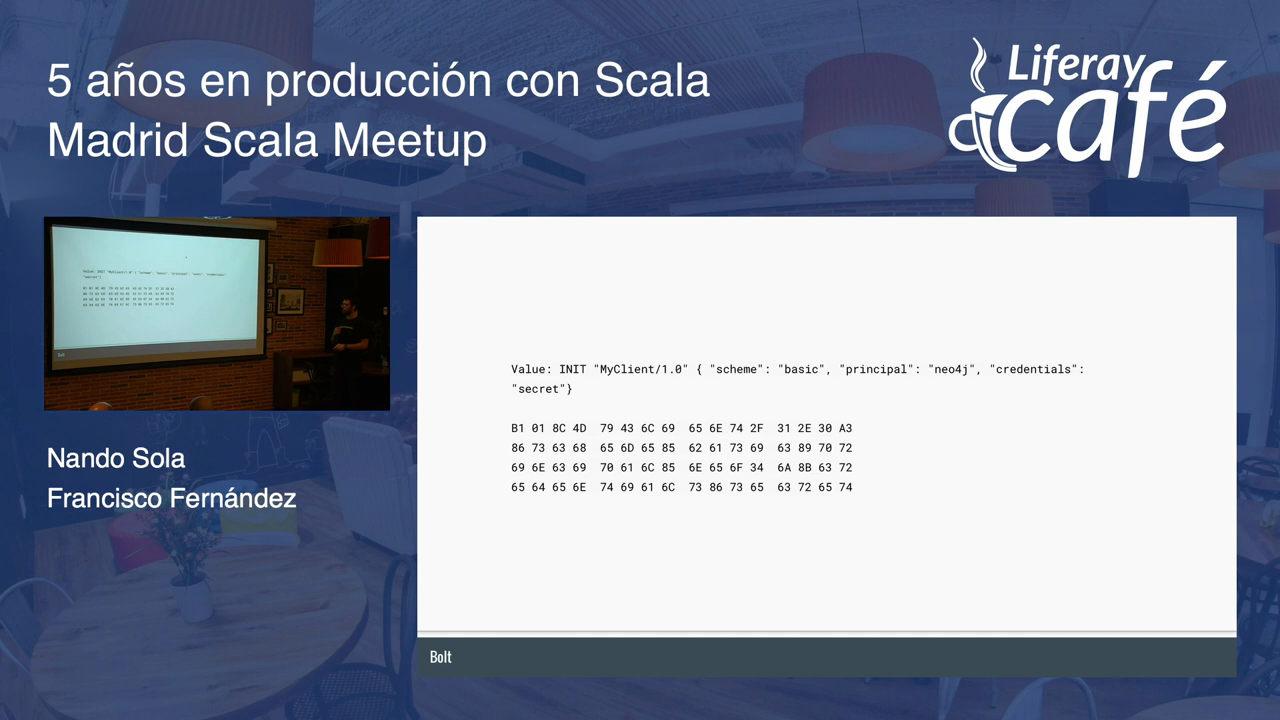 5 años en producción con Scala
Madrid Scala Meetup
Liferay
café
Nando Sola
Francisco Fernández
Value: INIT "MyClient/1.0" { "scheme": "basic", "principal": "neo4j", "credentials":
"secret"}
B1 01 8C 4D 79 43 6C 69 65 6E 74 2F 31 2E 30 A3
86 73 63 68 65 6D 65 85 62 61 73 69 63 89 70 72
69 6E 63 69 70 61 6C 85 6E 65 6F 34 6A 8B 63 72
65 64 65 6E 74 69 61 6C 73 86 73 65 63 72 65 74
Bolt